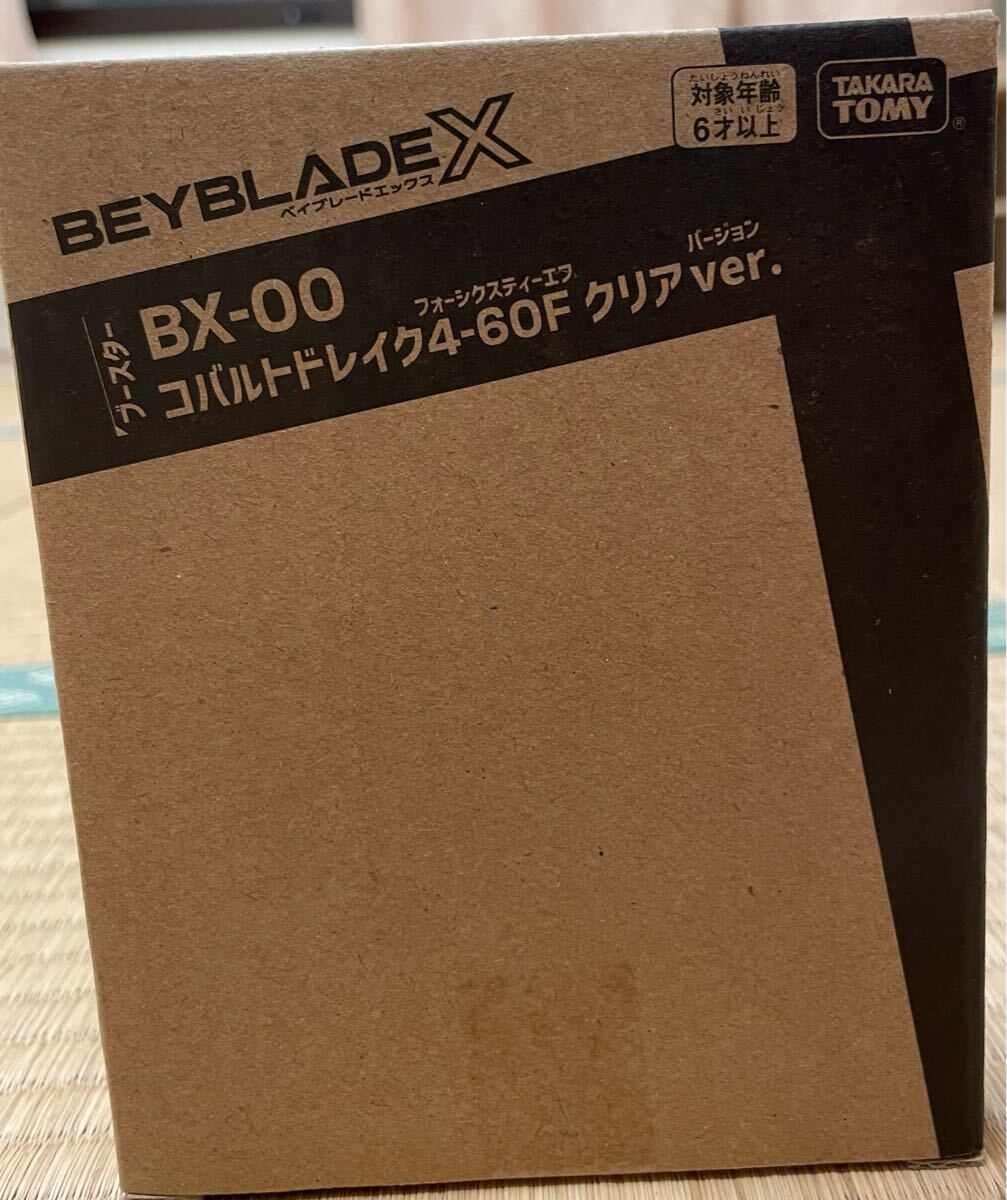 たいしょうねんれい
対象年齢
さい いじょう
6才以上
TAKARA
TOMY
®
BEYBLADE X
ベイブレードエックス
ブースター
BX-00
フォーシクスティーエフ
バージョン
コバルトドレイク4-60F クリアver.